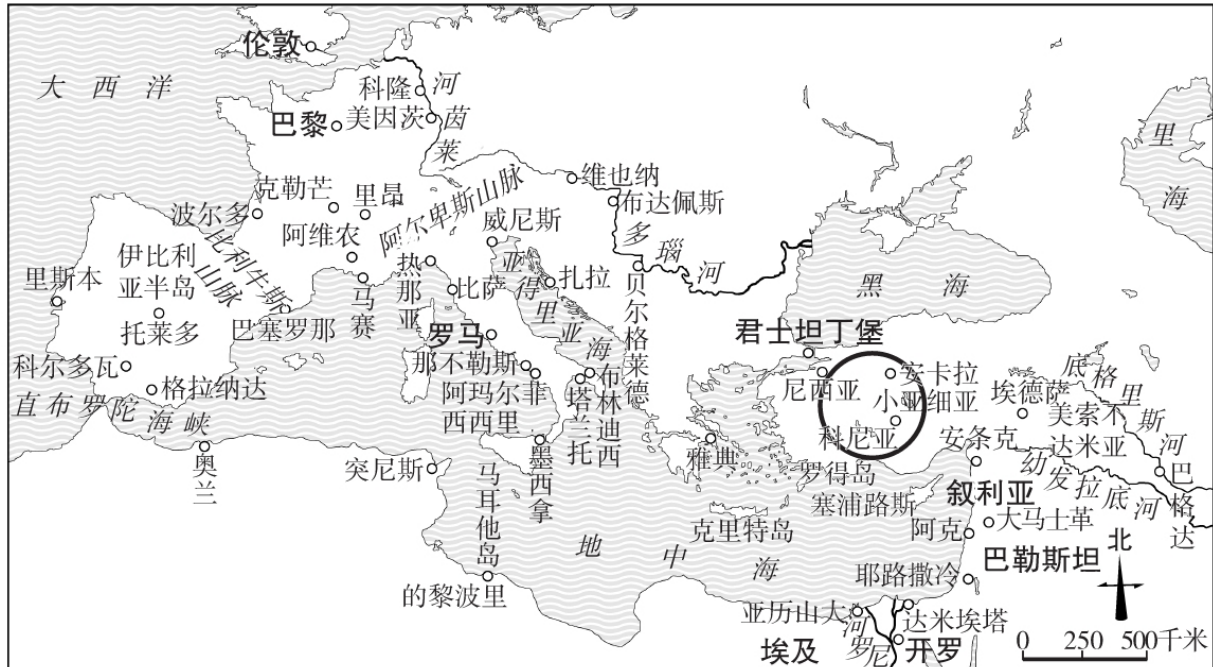 伦敦
大西洋
科隆
美因茨
巴黎
莱茵河
里海
维也纳
布达佩斯
克勒芒
里昂
阿尔卑斯山脉
威尼斯
波尔多
阿维农
多瑙河
比利牛斯
山脉
伊比利
亚半岛
里斯本
托莱多
巴塞罗那
马赛
热那亚
比萨
亚得里亚海
扎拉
贝尔格莱德
黑海
罗马
君士坦丁堡
科尔多瓦
格拉纳达
那不勒斯
阿玛尔菲
西西里
塔兰托
布林迪西
尼西亚
安卡拉
小亚细亚
科尼亚
埃德萨
底格里斯河
美索不
达米亚
直布罗陀海峡
奥兰
突尼斯
马耳他岛
墨西拿
雅典
罗得岛
安条克
幼发拉底河
巴格达
塞浦路斯
叙利亚
克里特岛
阿克
大马士革
地中海
巴勒斯坦
北
的黎波里
耶路撒冷
亚历山大
达米埃塔
尼罗河
埃及
开罗
0 250 500千米